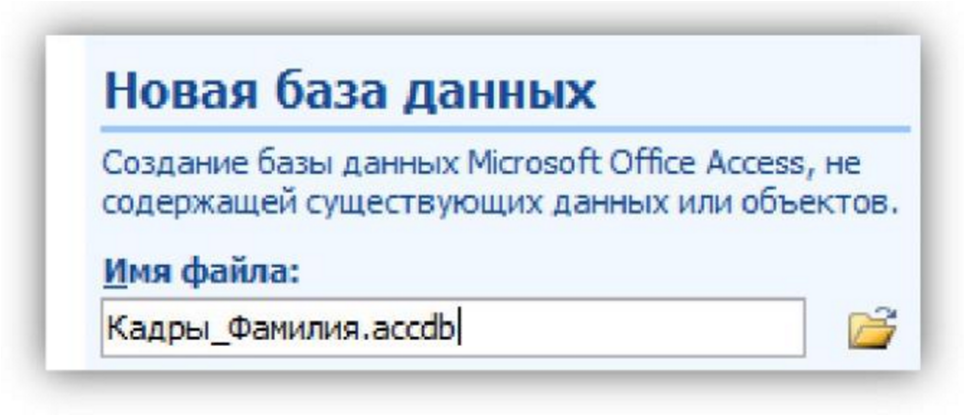 Новая база данных
Создание базы данных Microsoft Office Access, не
содержащей существующих данных или объектов.
Имя файла:
Кадры_Фамилия.accdb